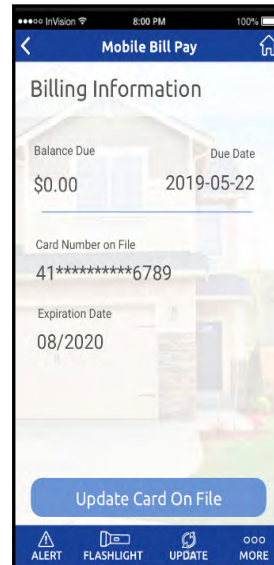 ●●●●○ InVision 8:00 PM 100%
Mobile Bill Pay
Billing Information
Balance Due Due Date
$0.00 2019-05-22
Card Number on File
41**********6789
Expiration Date
08/2020
Update Card On File
ALERT FLASHLIGHT UPDATE MORE